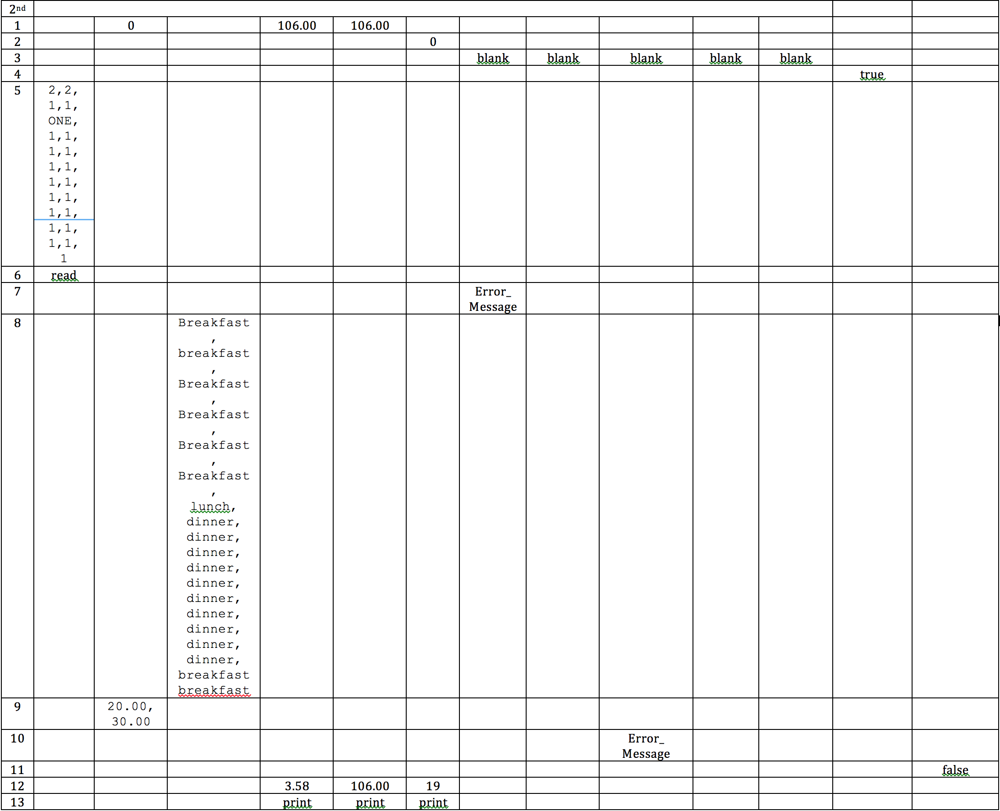 2nd
1 0 106.00 106.00
2 0
3 blank blank blank blank blank
4 true
5 2,2,
1,1,
ONE,
1,1,
1,1,
1,1,
1,1,
1,1,
1,1,
1,1,
1,1,
1
6 read
7 Error_
Message
8 Breakfast
,
breakfast
,
Breakfast
,
Breakfast
,
Breakfast
,
Breakfast
,
lunch,
dinner,
dinner,
dinner,
dinner,
dinner,
dinner,
dinner,
dinner,
dinner,
dinner,
breakfast
breakfast
9 20.00,
30.00
10 Error_
Message
11 false
12 3.58 106.00 19
13 print print print